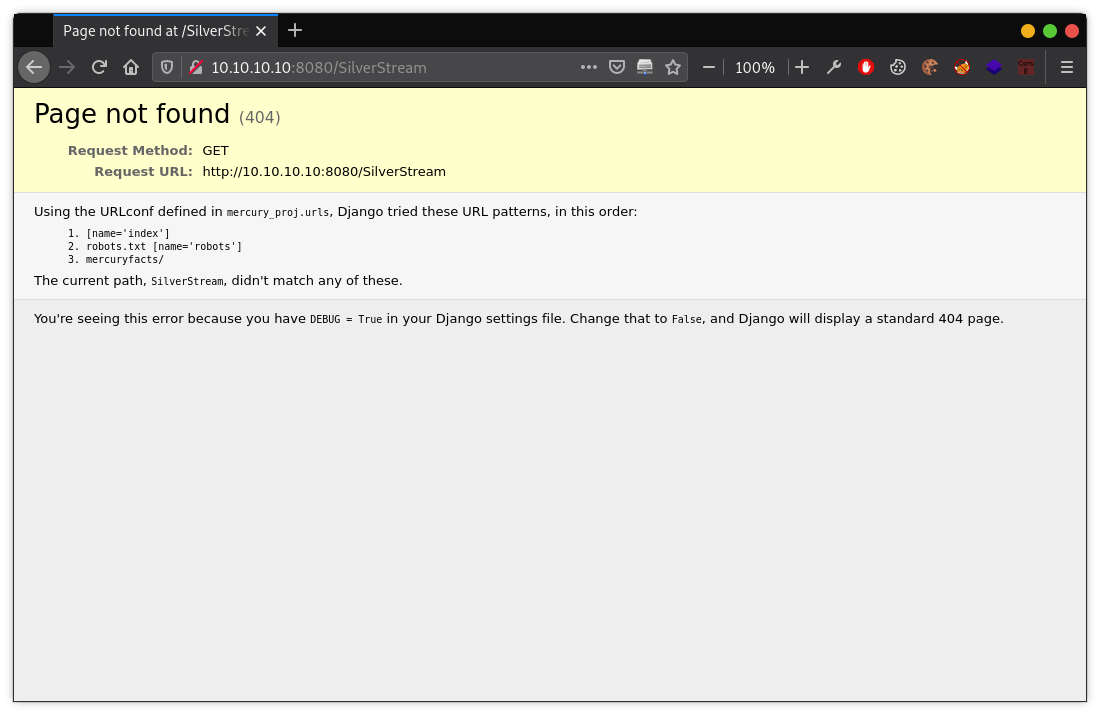 Page not found at /SilverStre
10.10.10.10:8080/SilverStream
100%
Cors
E
Page not found (404)
Request Method: GET
Request URL: http://10.10.10.10:8080/SilverStream
Using the URLconf defined in mercury_proj.urls, Django tried these URL patterns, in this order:
1. [name='index']
2. robots.txt [name='robots']
3. mercuryfacts/
The current path, SilverStream, didn't match any of these.
You're seeing this error because you have DEBUG = True in your Django settings file. Change that to False, and Django will display a standard 404 page.